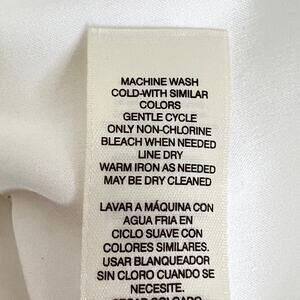 MACHINE WASH
COLD-WITH SIMILAR
COLORS
GENTLE CYCLE
ONLY NON-CHLORINE
BLEACH WHEN NEEDED
LINE DRY
WARM IRON AS NEEDED
MAY BE DRY CLEANED
LAVAR A MÁQUINA CON
AGUA FRIA EN
CICLO SUAVE CON
COLORES SIMILARES.
USAR BLANQUEADOR
SIN CLORO CUANDO SE
NECESITE.